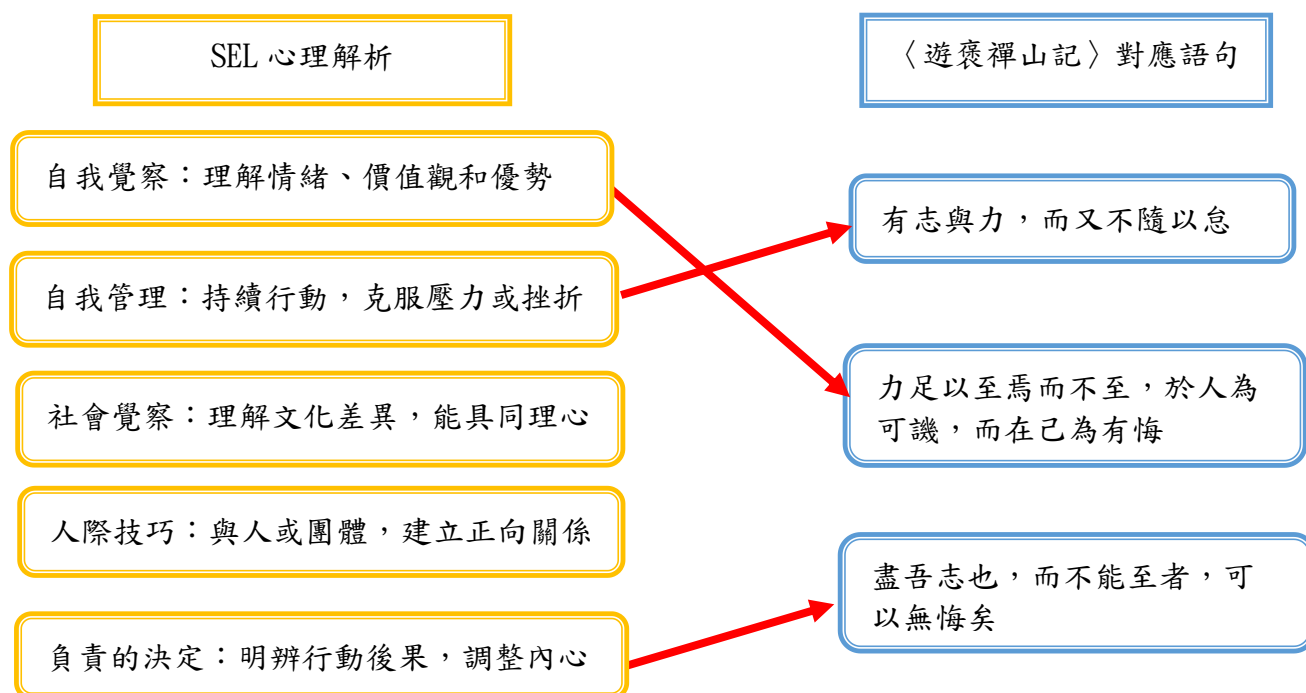 SEL 心理解析
自我覺察：理解情緒、價值觀和優勢
自我管理：持續行動，克服壓力或挫折
社會覺察：理解文化差異，能具同理心
人際技巧：與人或團體，建立正向關係
負責的決定：明辨行動後果，調整內心
〈遊褒禪山記〉對應語句
有志與力，而又不隨以怠
力足以至焉而不至，於人為
可譏，而在己為有悔
盡吾志也，而不能至者，可
以無悔矣